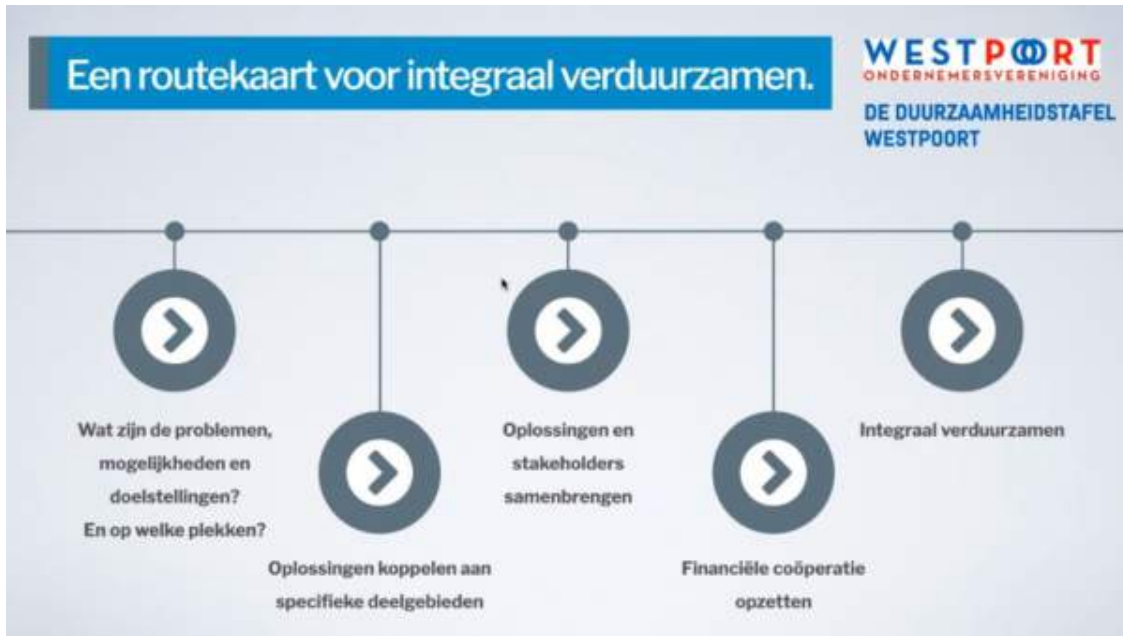 Een routekaart voor integraal verduurzamen.
WESTPOORT
ONDERNEMERSVERENIGING
DE DUURZAAMHEIDSTAFEL
WESTPOORT
Wat zijn de problemen,
mogelijkheden en
doelstellingen?
En op welke plekken?
Oplossingen koppelen aan
specifieke deelgebieden
Oplossingen en
stakeholders
samenbrengen
Financiële coöperatie
opzetten
Integraal verduurzamen